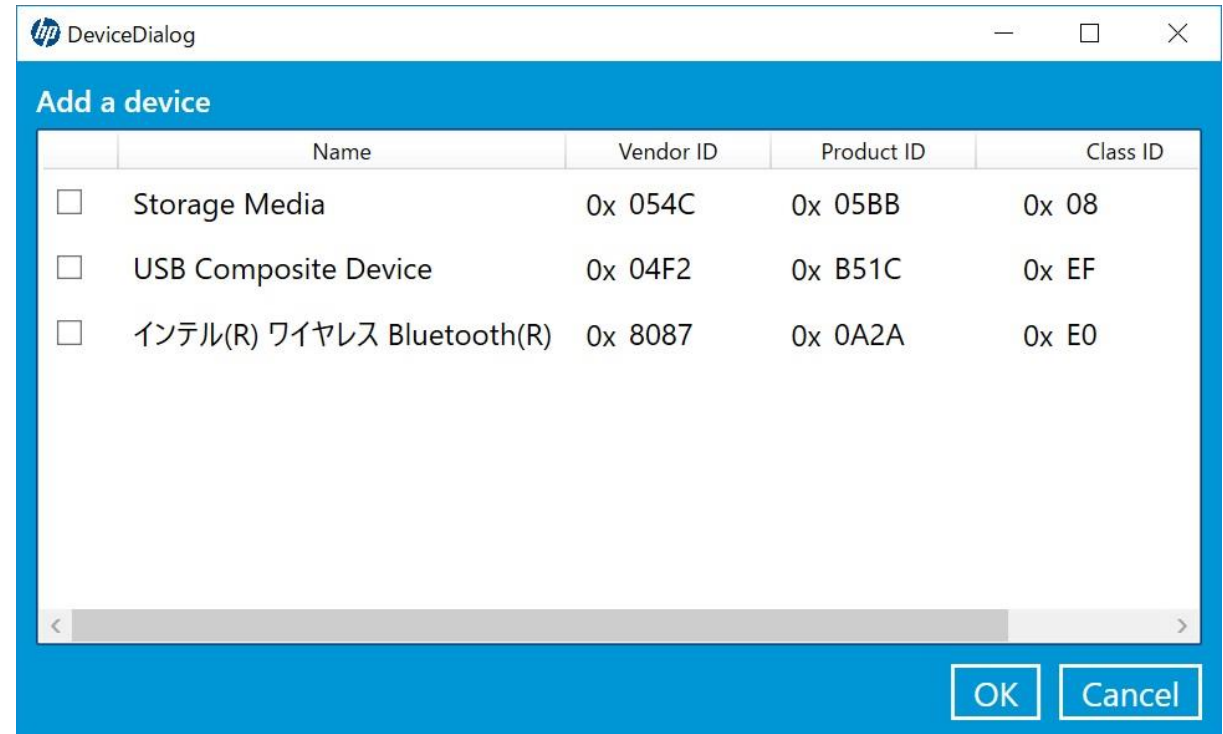 hp DeviceDialog
Add a device
Name Vendor ID Product ID Class ID
Storage Media 0x 054C 0x 05BB 0x 08
USB Composite Device 0x 04F2 0x B51C 0x EF
インテル(R) ワイヤレス Bluetooth(R) 0x 8087 0x 0A2A 0x E0
OK Cancel